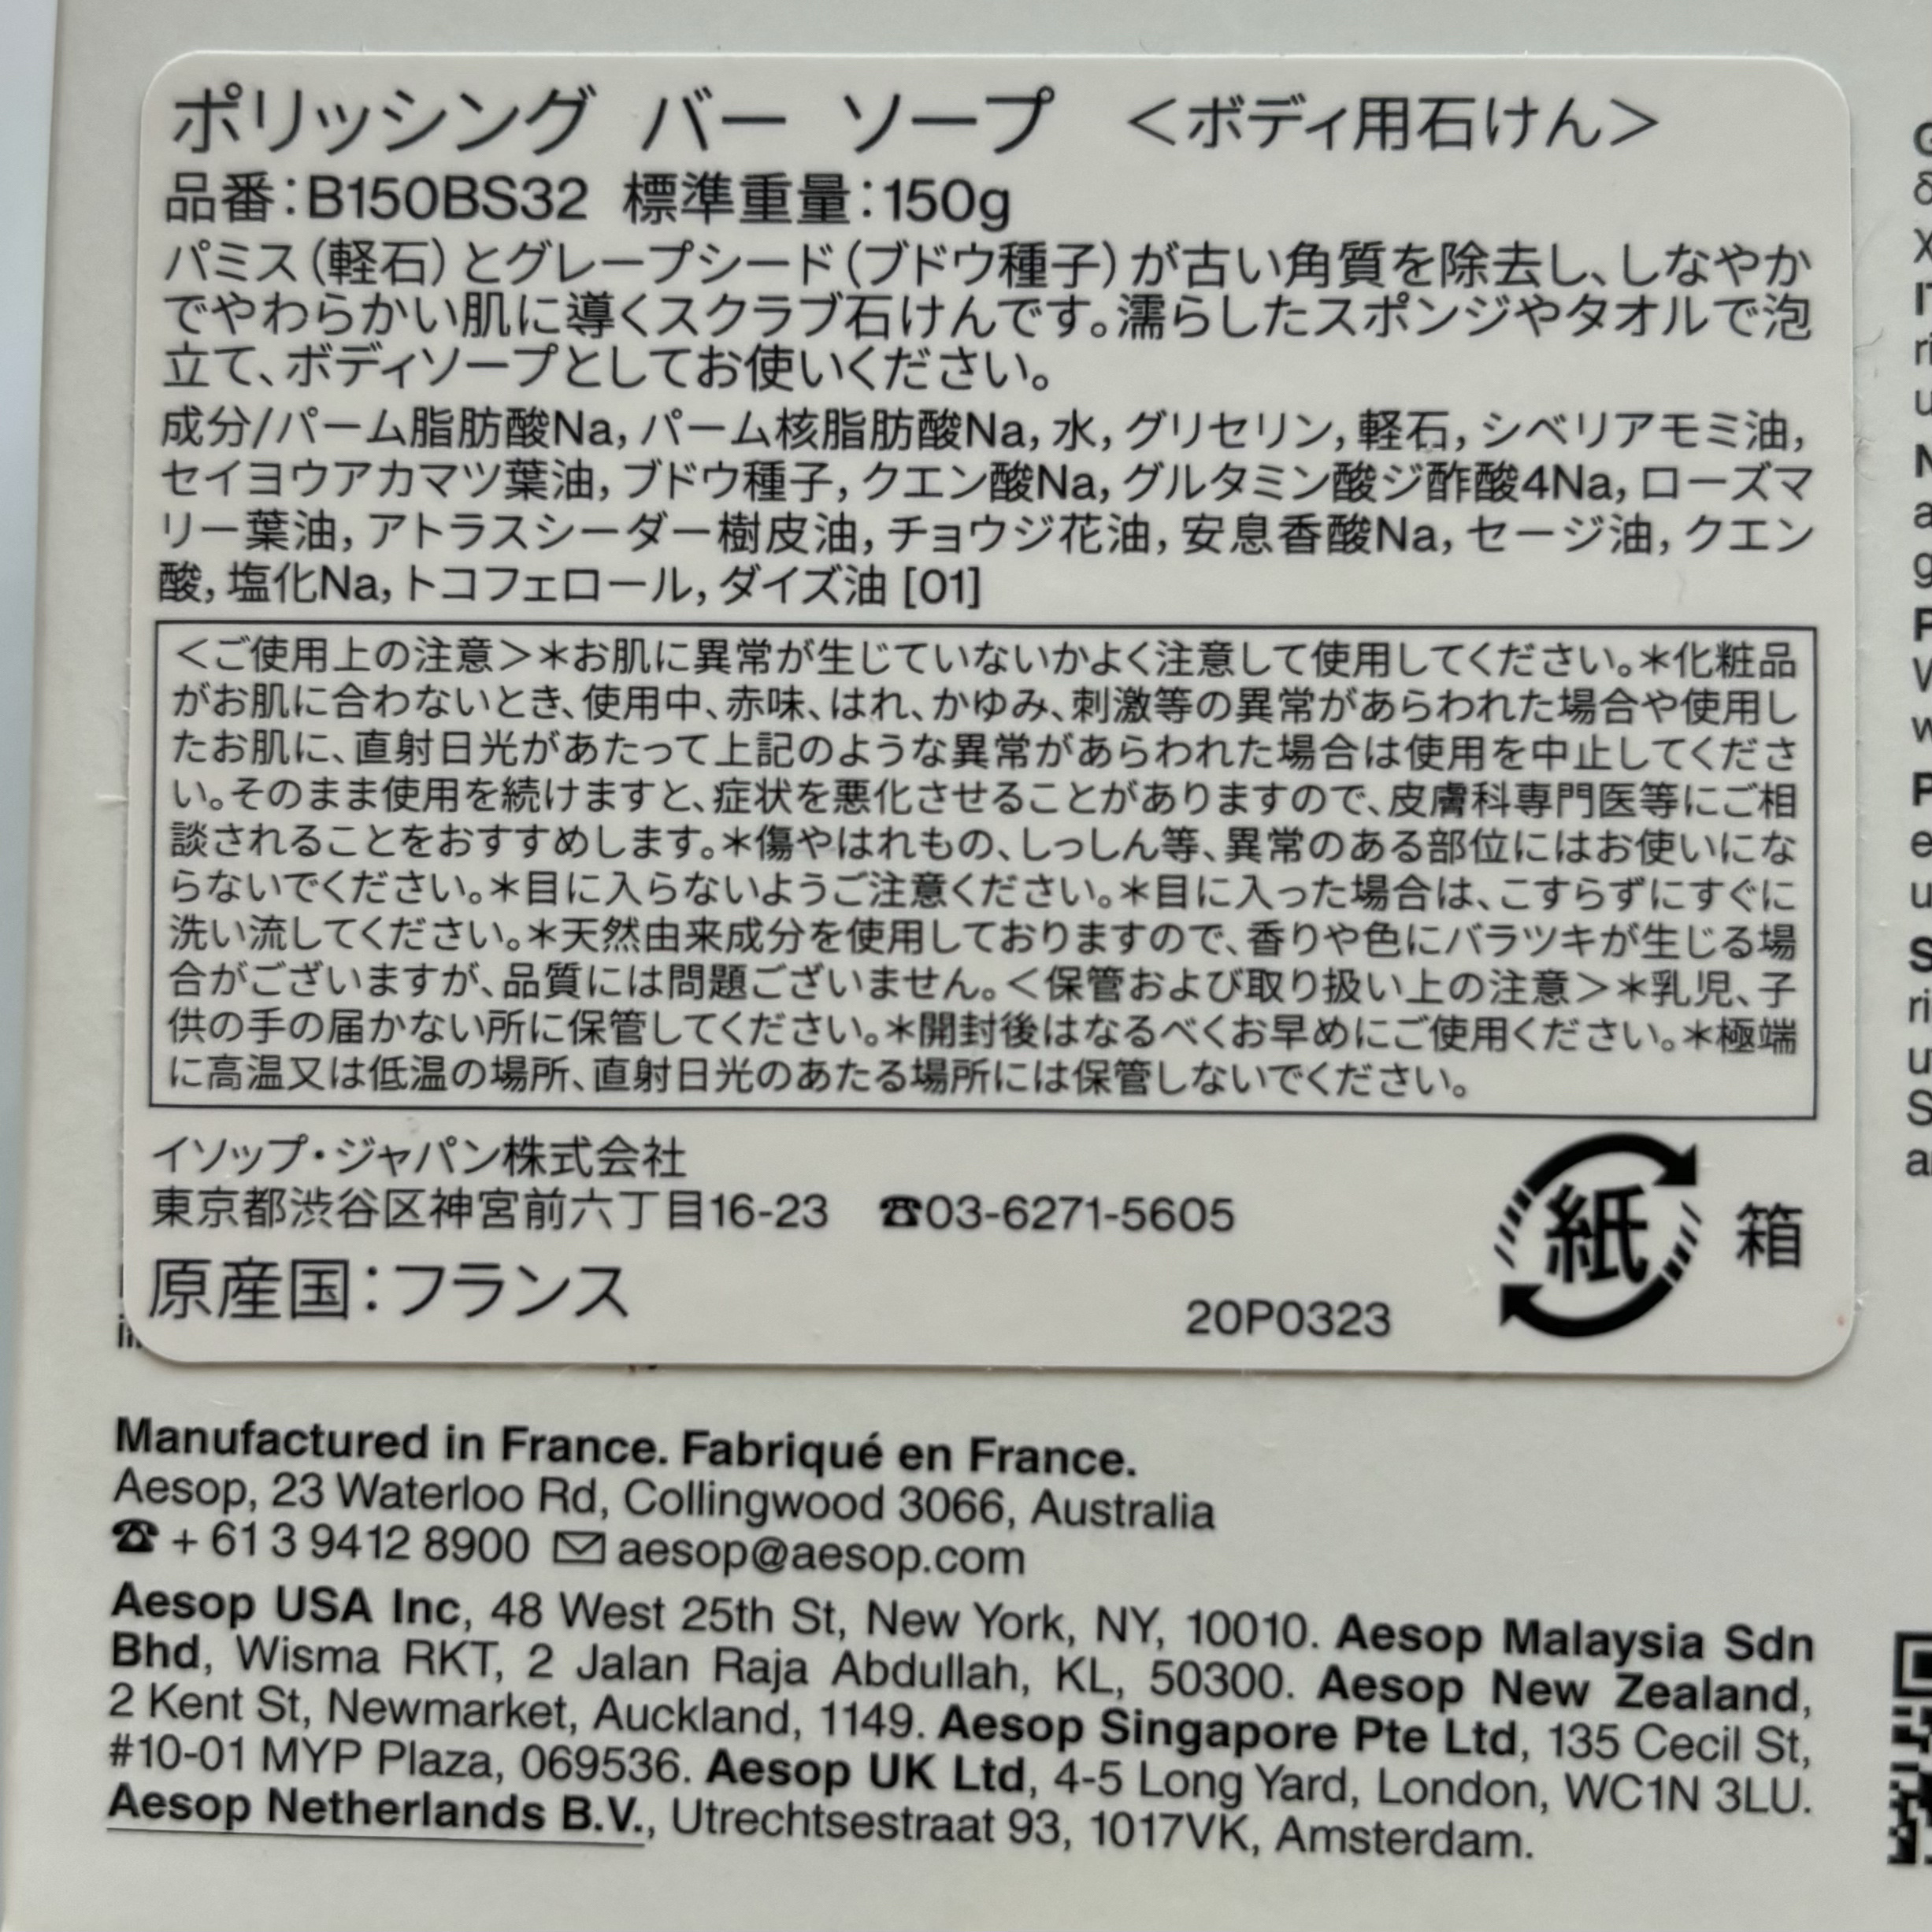 ポリッシング バー ソープ ＜ボディ用石けん＞
品番：B150BS32 標準重量：150g
パミス（軽石）とグレープシード（ブドウ種子）が古い角質を除去し、しなやか
でやわらかい肌に導くスクラブ石けんです。濡らしたスポンジやタオルで泡
立て、ボディソープとしてお使いください。
成分/パーム脂肪酸Na, パーム核脂肪酸Na, 水, グリセリン, 軽石, シベリアモミ油,
セイヨウアカマツ葉油, ブドウ種子, クエン酸Na, グルタミン酸ジ酢酸4Na, ローズマ
リー葉油, アトラスシーダー樹皮油, チョウジ花油, 安息香酸Na, セージ油, クエン
酸, 塩化Na, トコフェロール, ダイズ油 [01]
＜ご使用上の注意＞＊お肌に異常が生じていないかよく注意して使用してください。＊化粧品
がお肌に合わないとき、使用中、赤味、はれ、かゆみ、刺激等の異常があらわれた場合や使用し
たお肌に、直射日光があたって上記のような異常があらわれた場合は使用を中止してくださ
い。そのまま使用を続けますと、症状を悪化させることがありますので、皮膚科専門医等にご相
談されることをおすすめします。＊傷やはれもの、しっしん等、異常のある部位にはお使いにな
らないでください。＊目に入らないようご注意ください。＊目に入った場合は、こすらずにすぐに
洗い流してください。＊天然由来成分を使用しておりますので、香りや色にバラツキが生じる場
合がございますが、品質には問題ございません。＜保管および取り扱い上の注意＞＊乳児、子
供の手の届かない所に保管してください。＊開封後はなるべくお早めにご使用ください。＊極端
に高温又は低温の場所、直射日光のあたる場所には保管しないでください。
イソップ・ジャパン株式会社
東京都渋谷区神宮前六丁目16-23 ☎03-6271-5605
原産国：フランス
20P0323
紙 箱
Manufactured in France. Fabriqué en France.
Aesop, 23 Waterloo Rd, Collingwood 3066, Australia
☎ + 61 3 9412 8900 ✉ aesop@aesop.com
Aesop USA Inc, 48 West 25th St, New York, NY, 10010. Aesop Malaysia Sdn
Bhd, Wisma RKT, 2 Jalan Raja Abdullah, KL, 50300. Aesop New Zealand,
2 Kent St, Newmarket, Auckland, 1149. Aesop Singapore Pte Ltd, 135 Cecil St,
#10-01 MYP Plaza, 069536. Aesop UK Ltd, 4-5 Long Yard, London, WC1N 3LU.
Aesop Netherlands B.V., Utrechtsestraat 93, 1017VK, Amsterdam.